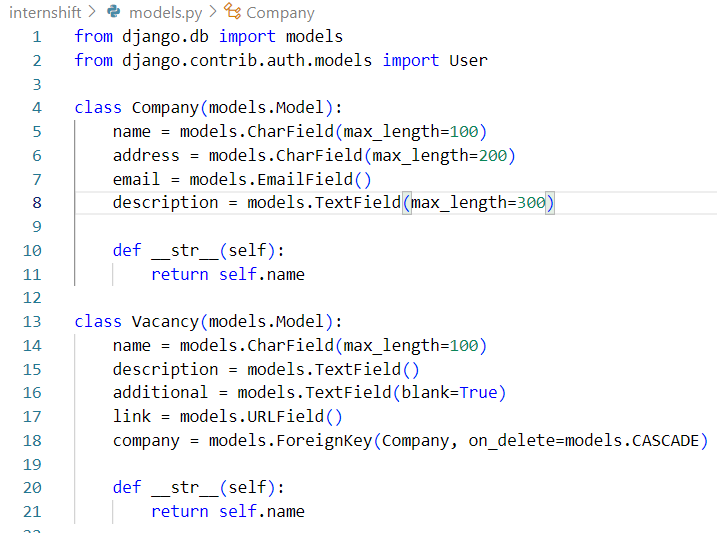 internshift > models.py > Company
1 from django.db import models
2 from django.contrib.auth.models import User
3
4 class Company(models.Model):
5     name = models.CharField(max_length=100)
6     address = models.CharField(max_length=200)
7     email = models.EmailField()
8     description = models.TextField(max_length=300)
9
10     def __str__(self):
11         return self.name
12
13 class Vacancy(models.Model):
14     name = models.CharField(max_length=100)
15     description = models.TextField()
16     additional = models.TextField(blank=True)
17     link = models.URLField()
18     company = models.ForeignKey(Company, on_delete=models.CASCADE)
19
20     def __str__(self):
21         return self.name